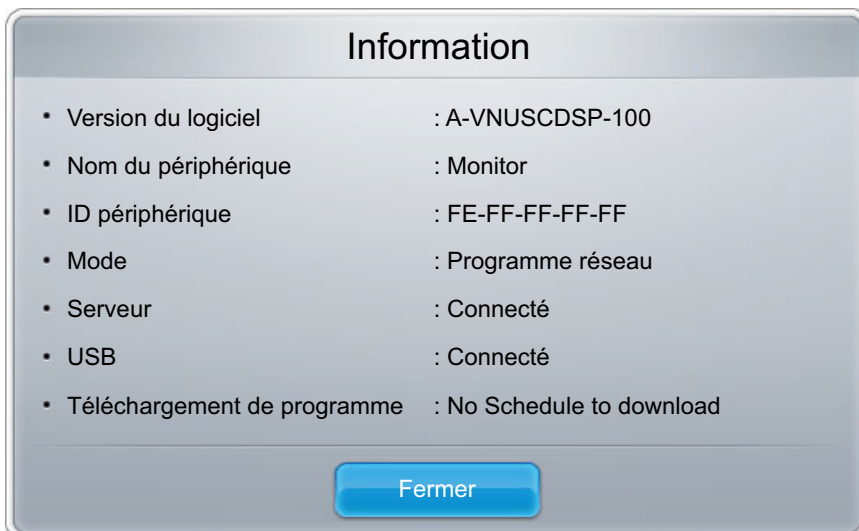 Information
• Version du logiciel : A-VNUSCDSP-100
• Nom du périphérique : Monitor
• ID périphérique : FE-FF-FF-FF-FF
• Mode : Programme réseau
• Serveur : Connecté
• USB : Connecté
• Téléchargement de programme : No Schedule to download
Fermer